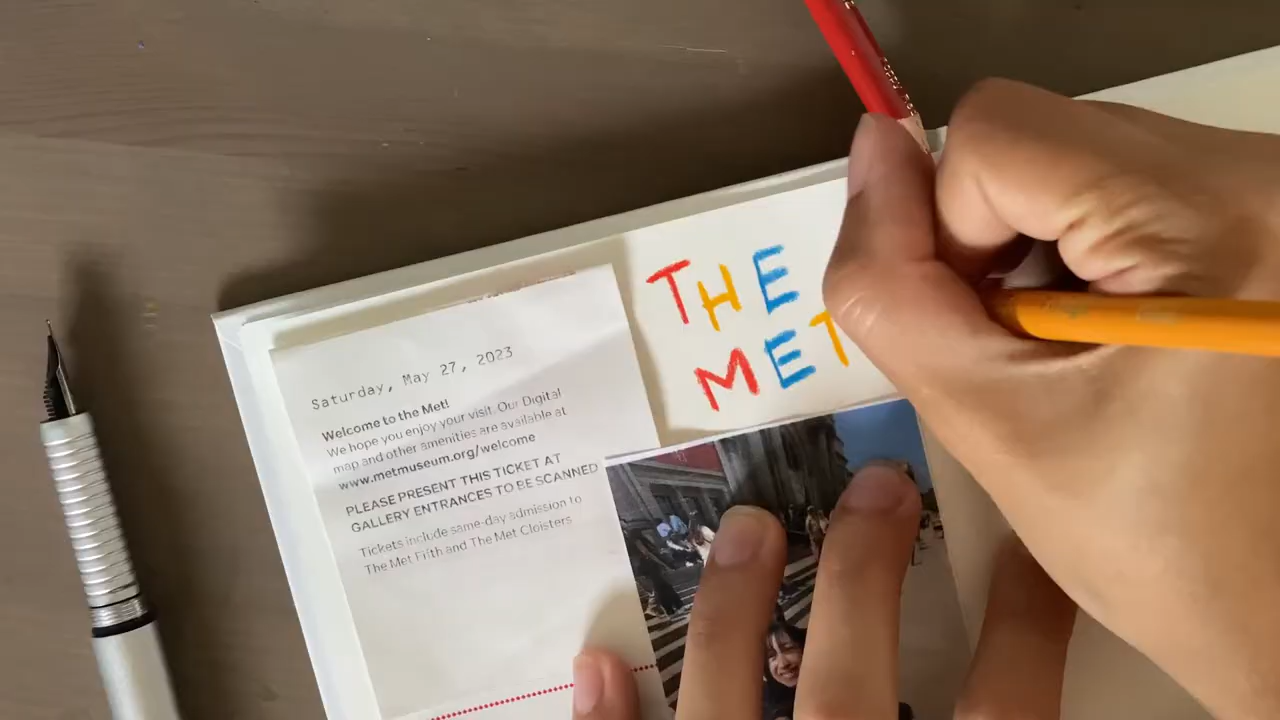 THE
MET
Saturday, May 27, 2023
Welcome to the Met!
We hope you enjoy your visit. Our Digital
map and other amenities are available at
www.metmuseum.org/welcome
PLEASE PRESENT THIS TICKET AT
GALLERY ENTRANCES TO BE SCANNED
Tickets include same-day admission to
The Met Fifth and The Met Cloisters